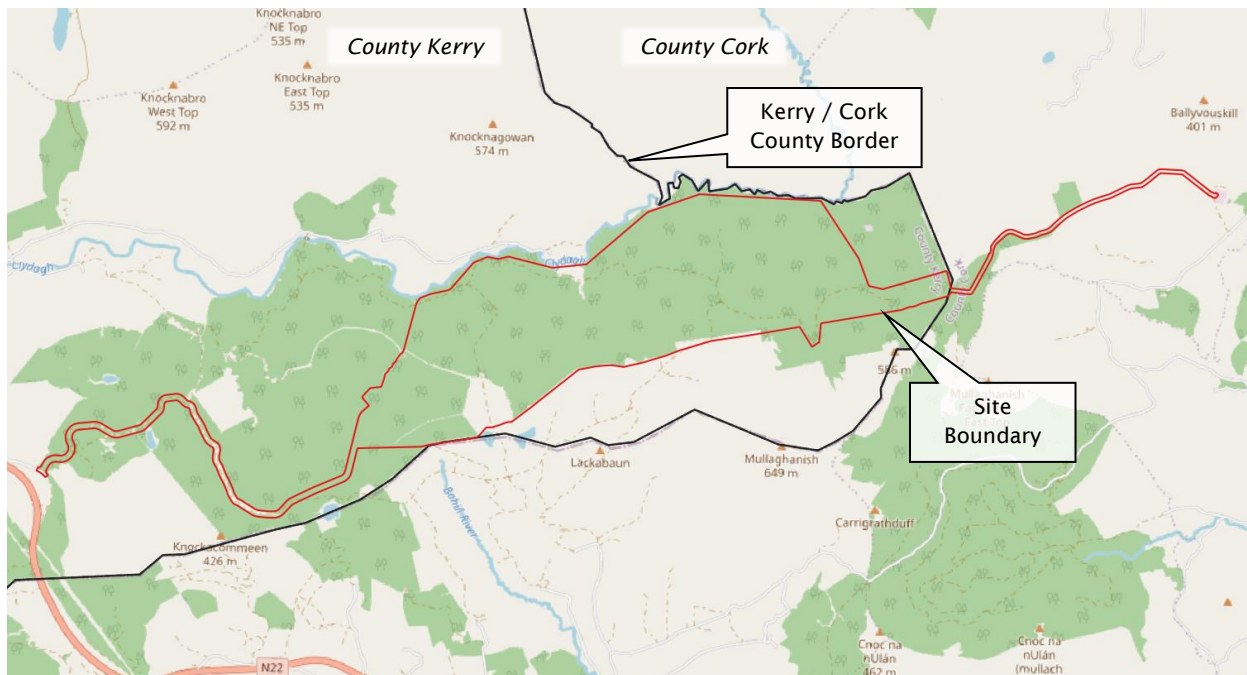 Knocknabro
NE Top
535 m
County Kerry
County Cork
Knocknabro
East Top
535 m
Knocknabro
West Top
592 m
Knocknagowan
574 m
Kerry / Cork
County Border
Ballyvouskill
401 m
Clydagh
Clydagh
County Kerry
County Cork
586 m
Site
Boundary
Mullaghanish
Lackabaun
Mullaghanish
649 m
Bohill River
Carrigrathduff
Knockacommeen
426 m
Cnoc na
nUlán
462 m
Cnoc na
nUlán
(mullach
N22